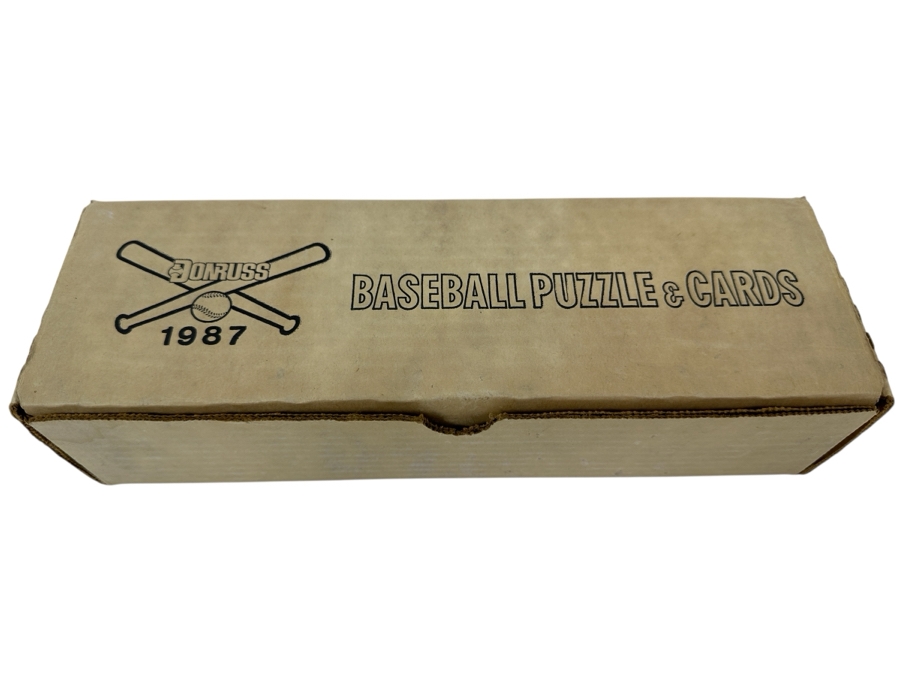 DONRUSS
1987
BASEBALL PUZZLE & CARDS